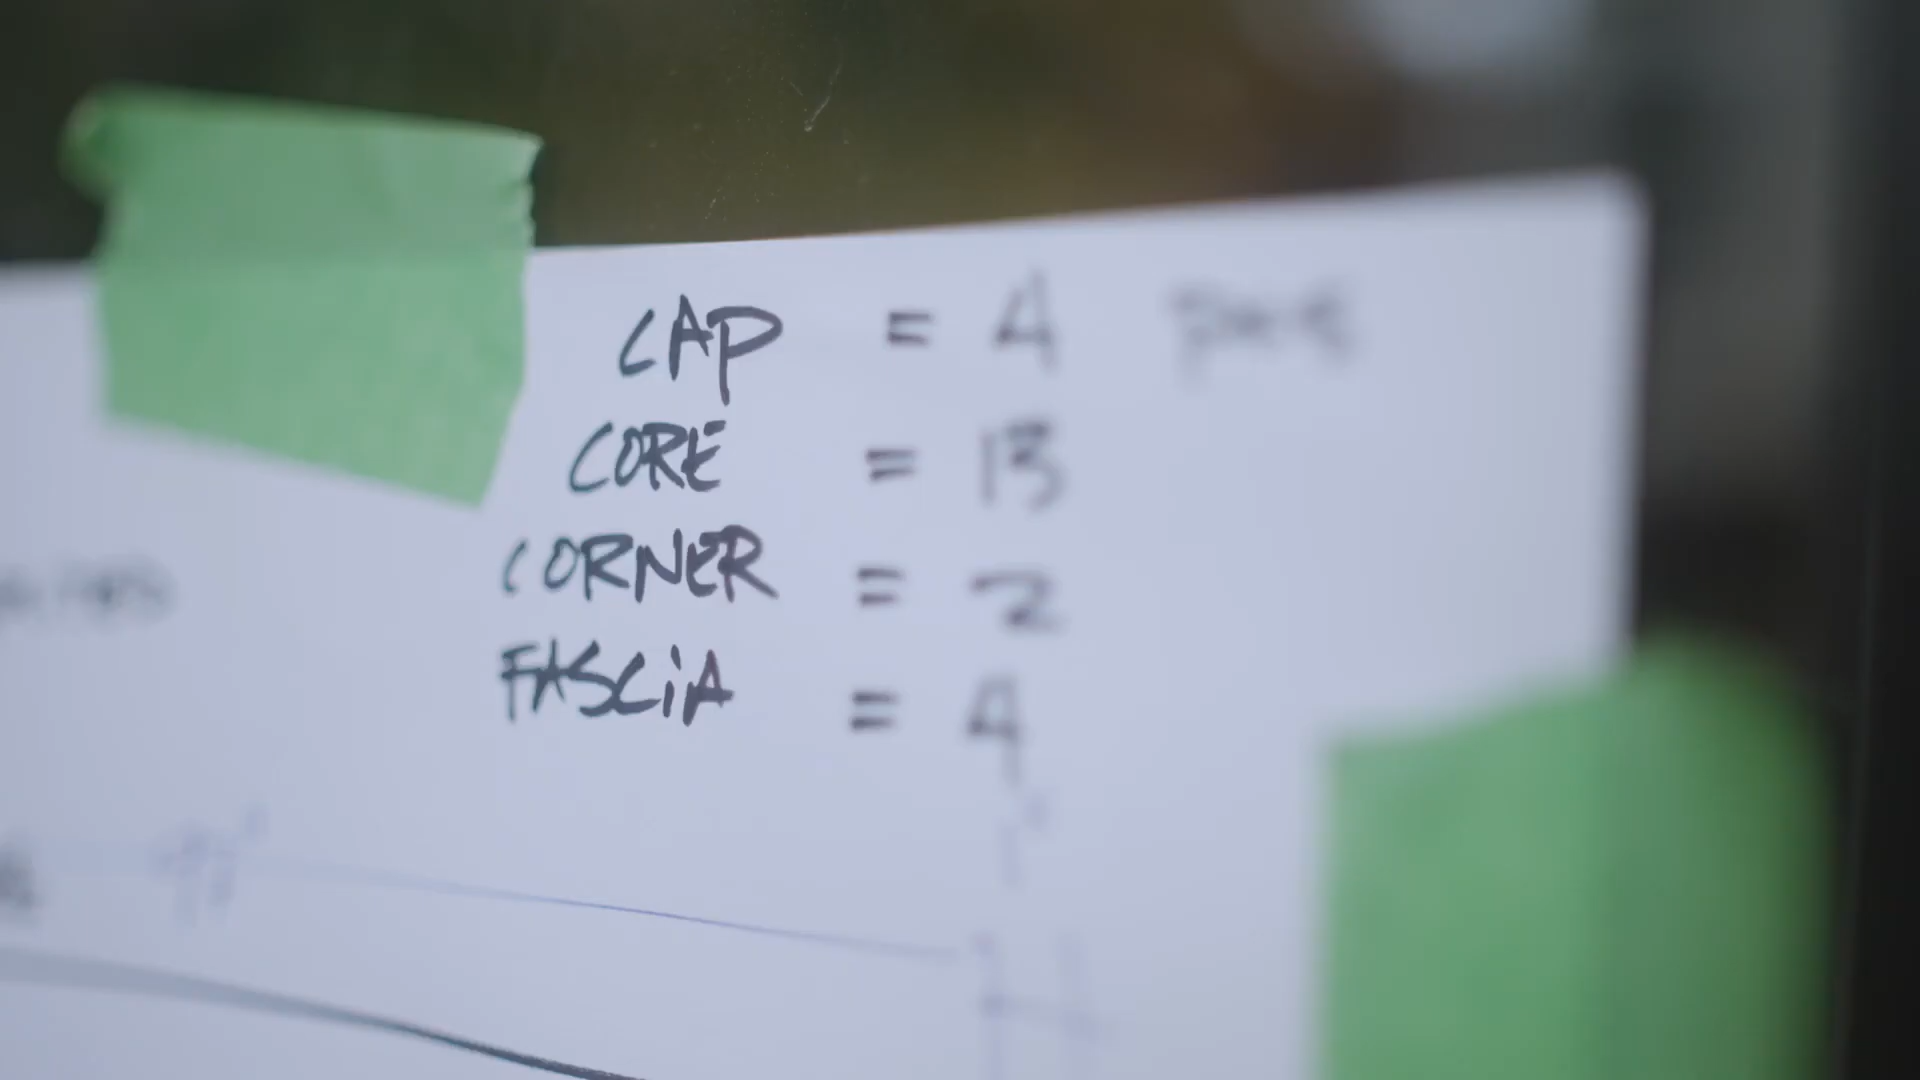 CAP = 4
CORE = 13
CORNER = 2
FASCiA = 4